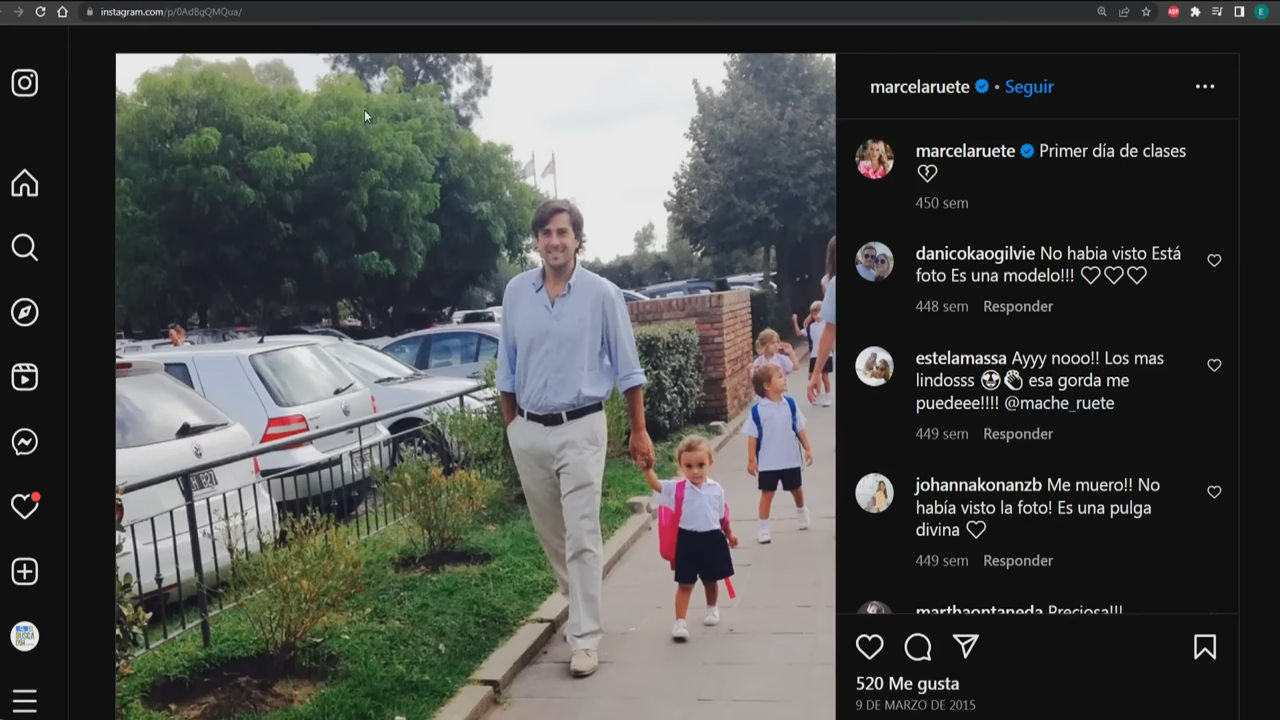 instagram.com/p/0AdBgQMQua/
marcelaruete • Seguir
marcelaruete Primer día de clases
450 sem
danickaogilvie No habia visto Está
foto Es una modelo!!! ♡♡♡
448 sem Responder
estelamassa Ayyy nooo!! Los mas
lindosss 😍👏 esa gorda me
puedeee!!!! @mache_ruete
449 sem Responder
johannakonanzb Me muero!! No
había visto la foto! Es una pulga
divina ♡
449 sem Responder
marthaontaneda Preciosa!!!
520 Me gusta
9 DE MARZO DE 2015